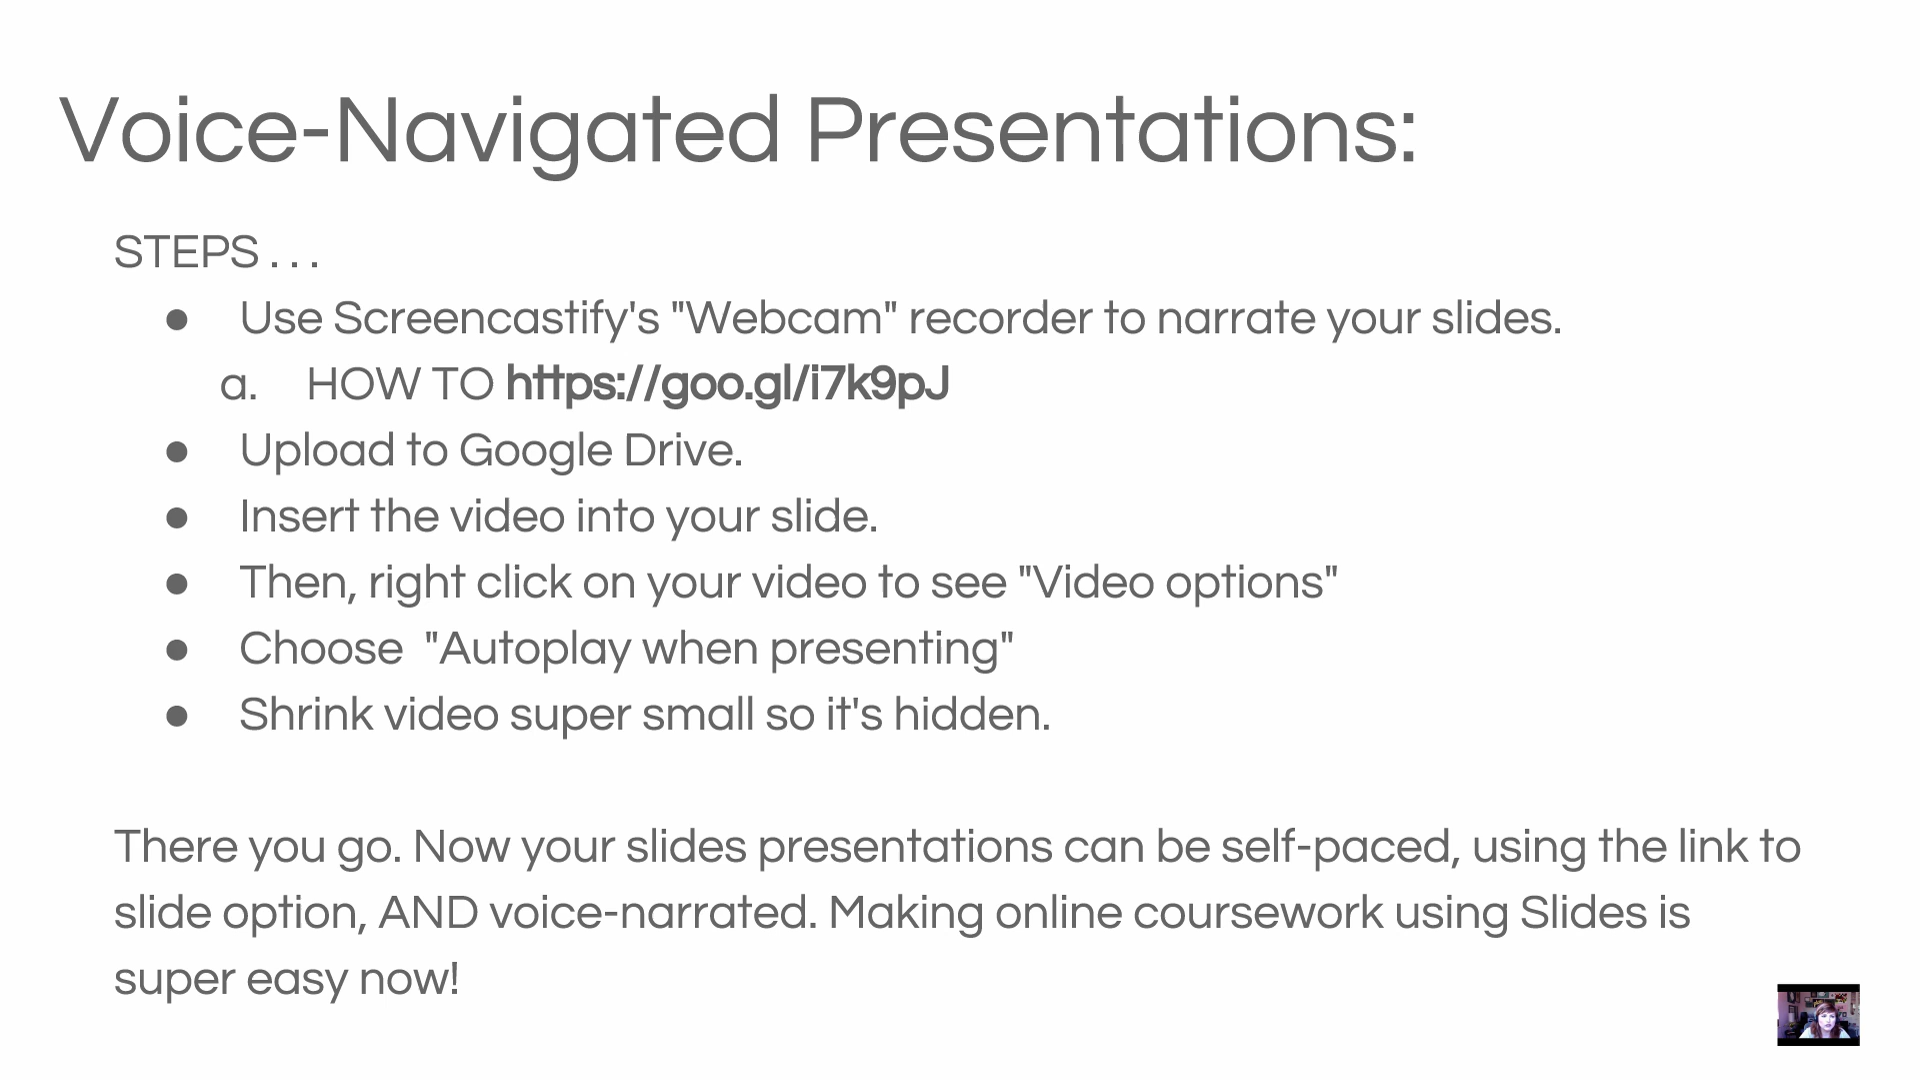 Voice-Navigated Presentations:
STEPS . . .
● Use Screencastify's "Webcam" recorder to narrate your slides.
a. HOW TO https://goo.gl/i7k9pJ
● Upload to Google Drive.
● Insert the video into your slide.
● Then, right click on your video to see "Video options"
● Choose  "Autoplay when presenting"
● Shrink video super small so it's hidden.
There you go. Now your slides presentations can be self-paced, using the link to
slide option, AND voice-narrated. Making online coursework using Slides is
super easy now!